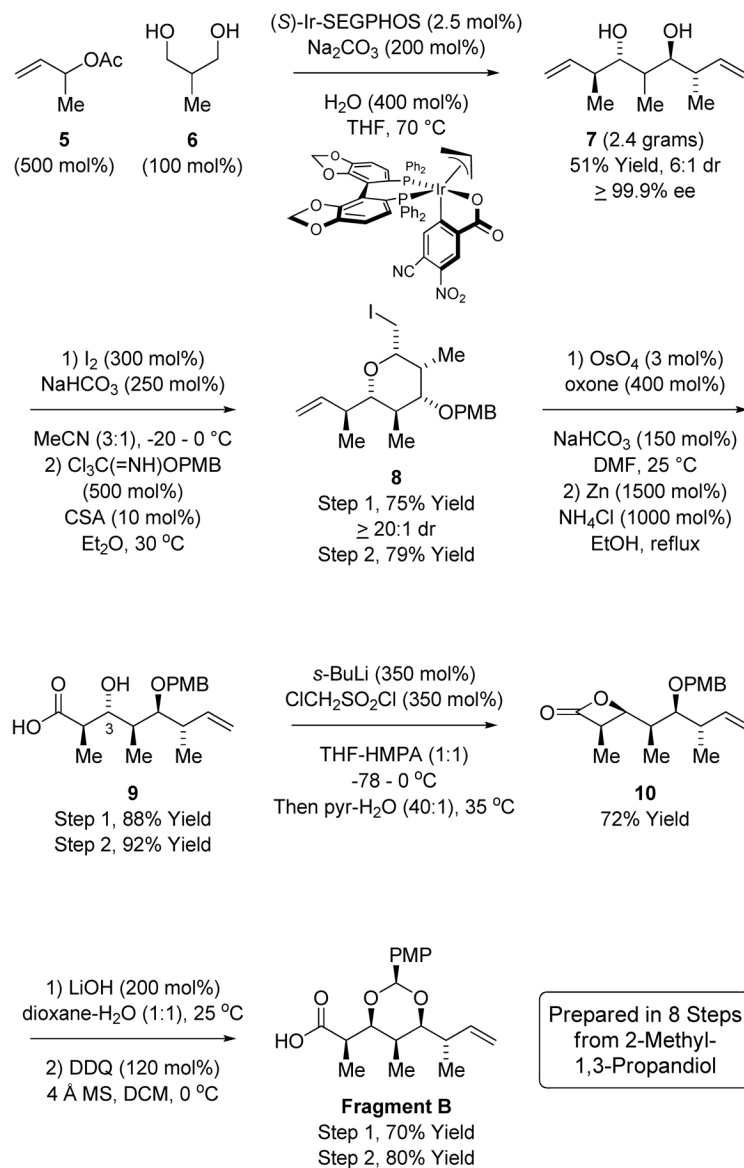 (S)-Ir-SEGPHOS (2.5 mol%)
Na₂CO₃ (200 mol%)
H₂O (400 mol%)
THF, 70 °C
OAc
Me
5
(500 mol%)
HO OH
Me
6
(100 mol%)
O
O
O
O
Ph₂
P
P
Ph₂
Ir
O
O
NC
NO₂
OH OH
Me Me Me
7 (2.4 grams)
51% Yield, 6:1 dr
≥ 99.9% ee
1) I₂ (300 mol%)
NaHCO₃ (250 mol%)
MeCN (3:1), -20 - 0 °C
2) Cl₃C(=NH)OPMB
(500 mol%)
CSA (10 mol%)
Et₂O, 30 °C
I
O Me
OPMB
Me Me
8
Step 1, 75% Yield
≥ 20:1 dr
Step 2, 79% Yield
1) OsO₄ (3 mol%)
oxone (400 mol%)
NaHCO₃ (150 mol%)
DMF, 25 °C
2) Zn (1500 mol%)
NH₄Cl (1000 mol%)
EtOH, reflux
O OH OPMB
HO 3
Me Me Me
9
Step 1, 88% Yield
Step 2, 92% Yield
s-BuLi (350 mol%)
ClCH₂SO₂Cl (350 mol%)
THF-HMPA (1:1)
-78 - 0 °C
Then pyr-H₂O (40:1), 35 °C
O O OPMB
Me Me Me
10
72% Yield
1) LiOH (200 mol%)
dioxane-H₂O (1:1), 25 °C
2) DDQ (120 mol%)
4 Å MS, DCM, 0 °C
PMP
O O O
HO
Me Me Me
Fragment B
Step 1, 70% Yield
Step 2, 80% Yield
Prepared in 8 Steps
from 2-Methyl-
1,3-Propandiol